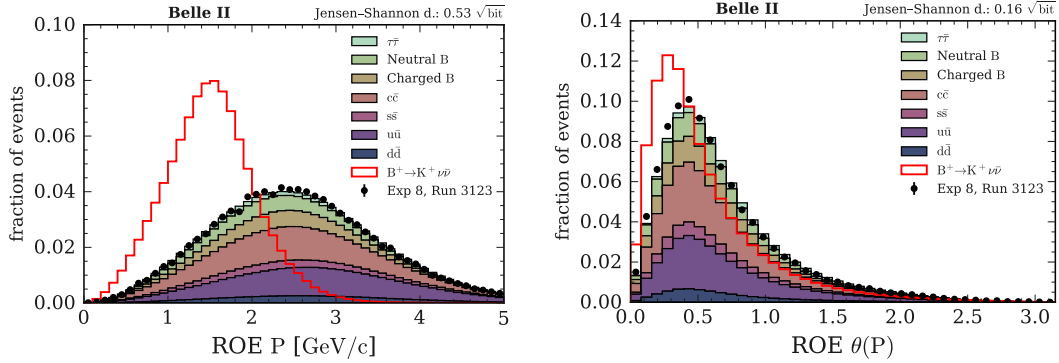 Belle II Jensen–Shannon d.: 0.53 √bit
fraction of events
0.10
0.08
0.06
0.04
0.02
0.00
ττ̄
Neutral B
Charged B
cc̄
ss̄
uū
dd̄
B⁺→K⁺νν̄
Exp 8, Run 3123
0 1 2 3 4 5
ROE P [GeV/c]
Belle II Jensen–Shannon d.: 0.16 √bit
fraction of events
0.14
0.12
0.10
0.08
0.06
0.04
0.02
0.00
ττ̄
Neutral B
Charged B
cc̄
ss̄
uū
dd̄
B⁺→K⁺νν̄
Exp 8, Run 3123
0.0 0.5 1.0 1.5 2.0 2.5 3.0
ROE θ(P)